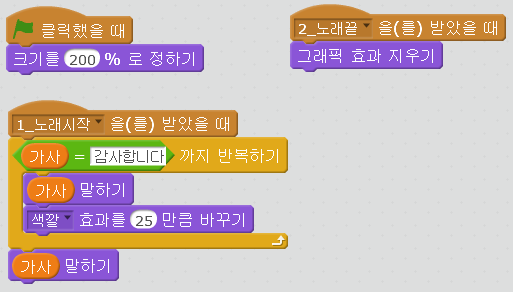 클릭했을 때
크기를 200 % 로 정하기
2_노래끝 을(를) 받았을 때
그래픽 효과 지우기
1_노래시작 을(를) 받았을 때
가사 = 감사합니다 까지 반복하기
가사 말하기
색깔 효과를 25 만큼 바꾸기
가사 말하기